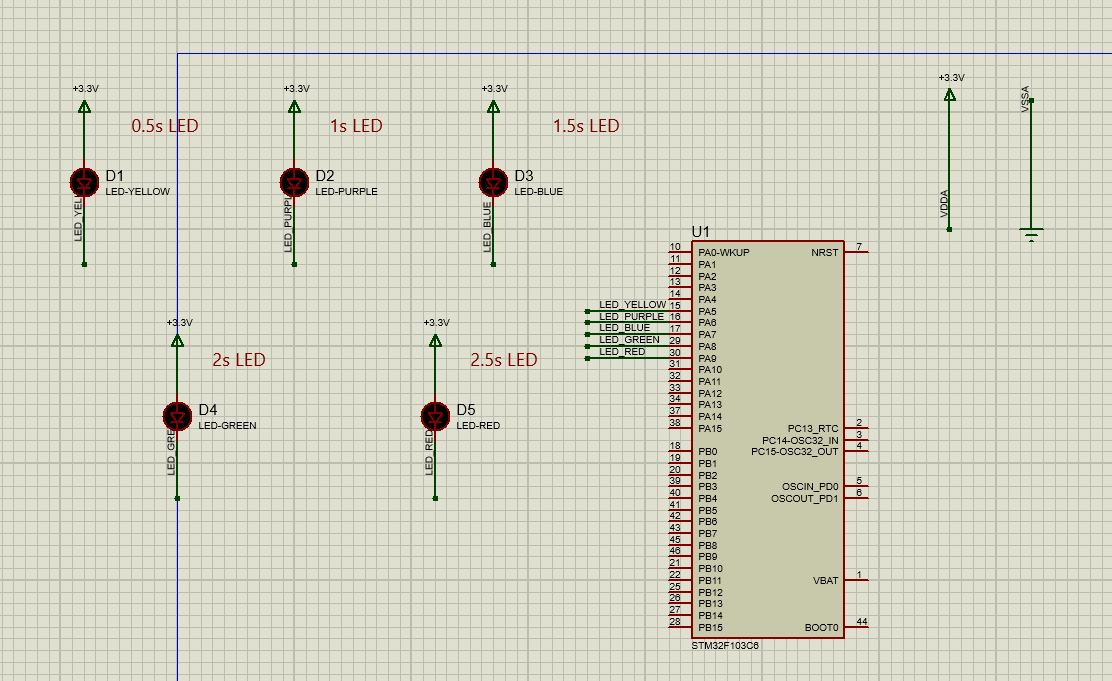 +3.3V
+3.3V
+3.3V
+3.3V
0.5s LED
1s LED
1.5s LED
VSSA
D1
LED-YELLOW
D2
LED-PURPLE
D3
LED-BLUE
LED_YEL
LED_PURPL
LED_BLUE
VDDA
+3.3V
+3.3V
2s LED
2.5s LED
D4
LED-GREEN
D5
LED-RED
LED_GRE
LED_RED
U1
10 PA0-WKUP
11 PA1
12 PA2
13 PA3
14 PA4
LED_YELLOW 15 PA5
LED_PURPLE 16 PA6
LED_BLUE 17 PA7
LED_GREEN 29 PA8
LED_RED 30 PA9
31 PA10
32 PA11
33 PA12
34 PA13
37 PA14
38 PA15
18 PB0
19 PB1
20 PB2
39 PB3
40 PB4
41 PB5
42 PB6
43 PB7
45 PB8
46 PB9
21 PB10
22 PB11
25 PB12
26 PB13
27 PB14
28 PB15
NRST 7
PC13_RTC 2
PC14-OSC32_IN 3
PC15-OSC32_OUT 4
OSCIN_PD0 5
OSCOUT_PD1 6
VBAT 1
BOOT0 44
STM32F103C6